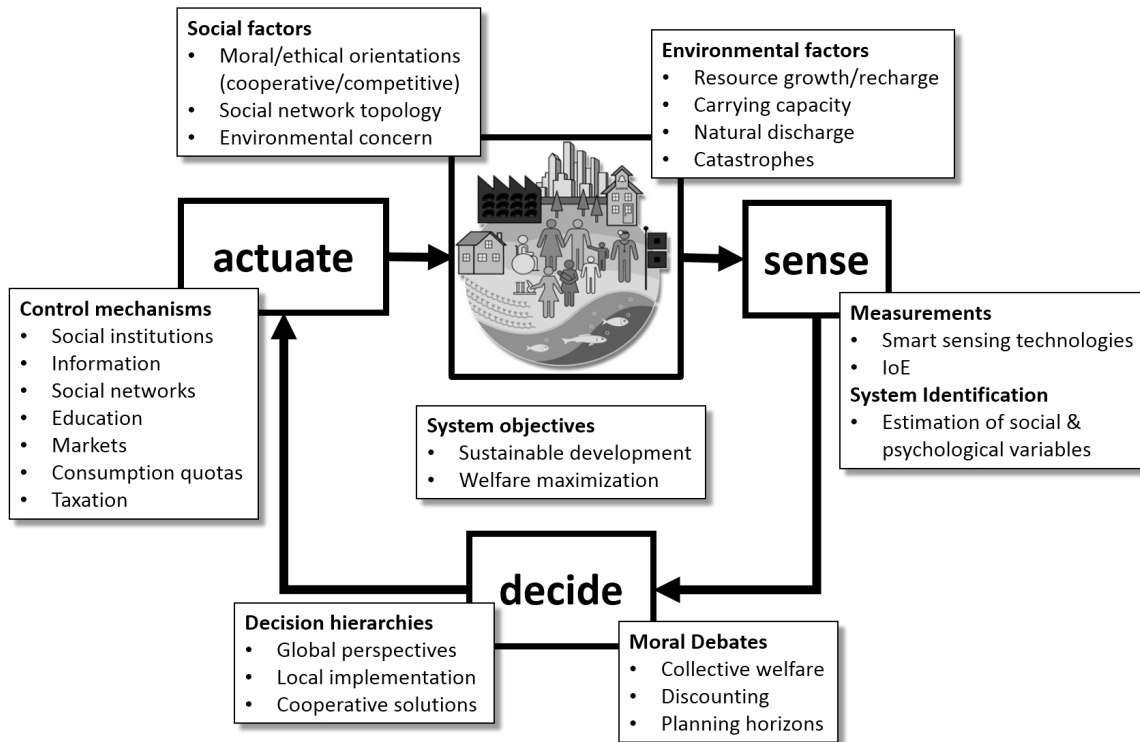 Social factors
• Moral/ethical orientations
(cooperative/competitive)
• Social network topology
• Environmental concern
Environmental factors
• Resource growth/recharge
• Carrying capacity
• Natural discharge
• Catastrophes
actuate
sense
Control mechanisms
• Social institutions
• Information
• Social networks
• Education
• Markets
• Consumption quotas
• Taxation
Measurements
• Smart sensing technologies
• IoE
System Identification
• Estimation of social &
psychological variables
System objectives
• Sustainable development
• Welfare maximization
decide
Decision hierarchies
• Global perspectives
• Local implementation
• Cooperative solutions
Moral Debates
• Collective welfare
• Discounting
• Planning horizons